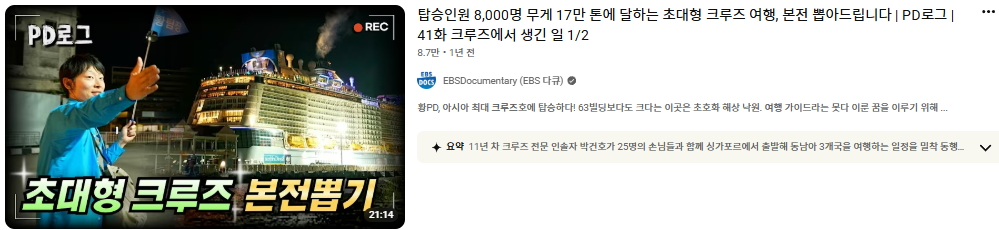 PD로그
REC
초대형 크루즈 본전뽑기
21:14
탑승인원 8,000명 무게 17만 톤에 달하는 초대형 크루즈 여행, 본전 뽑아드립니다 | PD로그 |
41화 크루즈에서 생긴 일 1/2
8.7만 • 1년 전
EBS
DOCS
EBSDocumentary (EBS 다큐)
황PD, 아시아 최대 크루즈호에 탑승하다! 63빌딩보다도 크다는 이곳은 초호화 해상 낙원. 여행 가이드라는 못다 이룬 꿈을 이루기 위해 ...
요약 11년 차 크루즈 전문 인솔자 박건호가 25명의 손님들과 함께 싱가포르에서 출발해 동남아 3개국을 여행하는 일정을 밀착 동행...